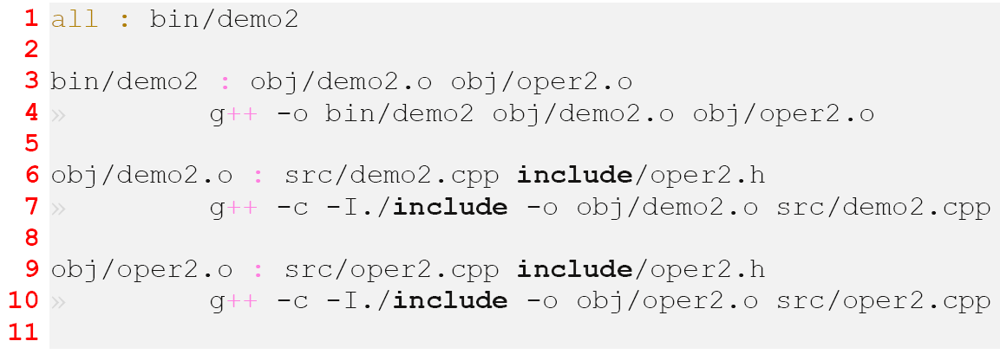 1 all : bin/demo2
2
3 bin/demo2 : obj/demo2.o obj/oper2.o
4 »        g++ -o bin/demo2 obj/demo2.o obj/oper2.o
5
6 obj/demo2.o : src/demo2.cpp include/oper2.h
7 »        g++ -c -I./include -o obj/demo2.o src/demo2.cpp
8
9 obj/oper2.o : src/oper2.cpp include/oper2.h
10 »        g++ -c -I./include -o obj/oper2.o src/oper2.cpp
11